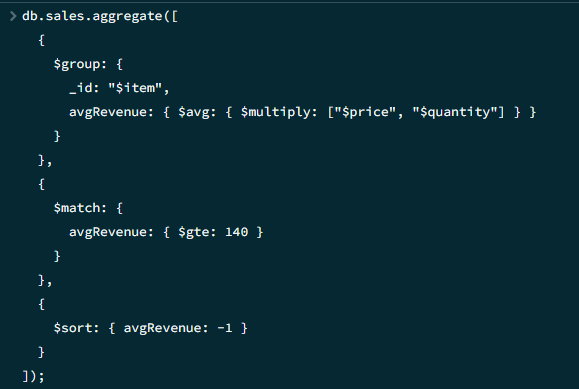 > db.sales.aggregate([
  {
    $group: {
      _id: "$item",
      avgRevenue: { $avg: { $multiply: ["$price", "$quantity"] } }
    }
  },
  {
    $match: {
      avgRevenue: { $gte: 140 }
    }
  },
  {
    $sort: { avgRevenue: -1 }
  }
]);